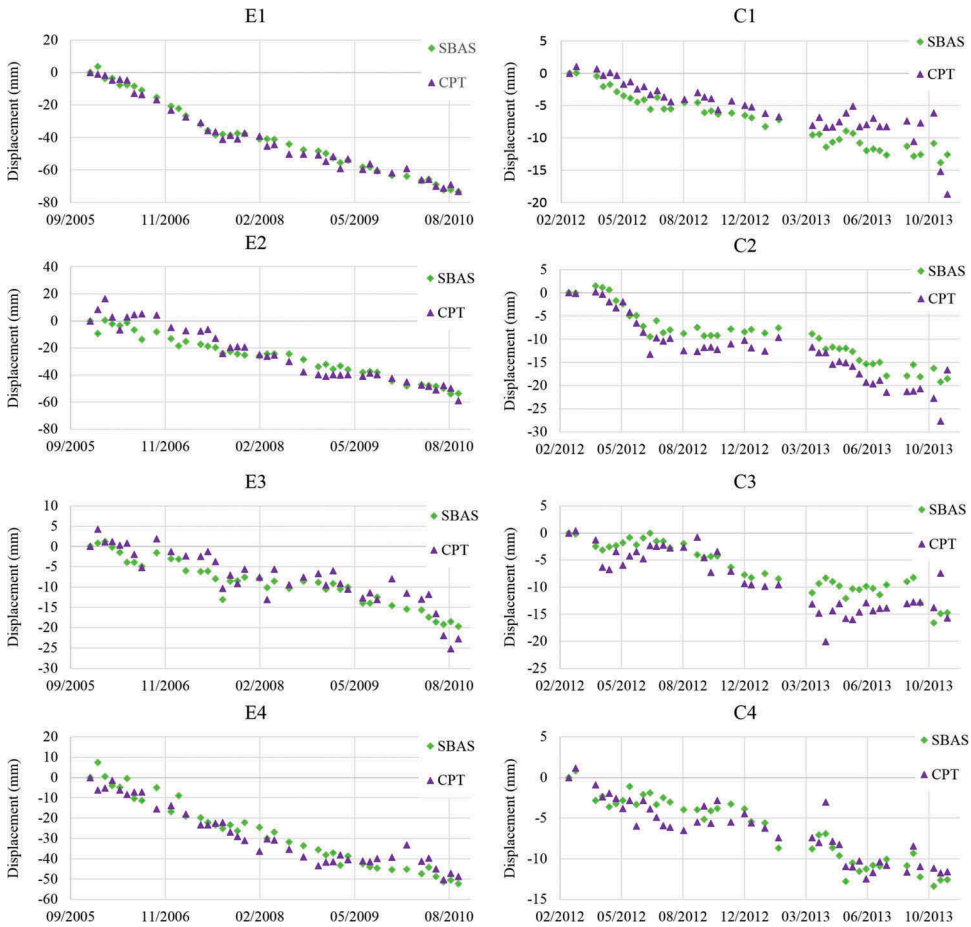 E1
Displacement (mm)
20
0
-20
-40
-60
-80
09/2005 11/2006 02/2008 05/2009 08/2010
SBAS
CPT
C1
Displacement (mm)
5
0
-5
-10
-15
-20
02/2012 05/2012 08/2012 12/2012 03/2013 06/2013 10/2013
SBAS
CPT
E2
Displacement (mm)
40
20
0
-20
-40
-60
-80
09/2005 11/2006 02/2008 05/2009 08/2010
SBAS
CPT
C2
Displacement (mm)
5
0
-5
-10
-15
-20
-25
-30
02/2012 05/2012 08/2012 12/2012 03/2013 06/2013 10/2013
SBAS
CPT
E3
Displacement (mm)
10
5
0
-5
-10
-15
-20
-25
-30
09/2005 11/2006 02/2008 05/2009 08/2010
SBAS
CPT
C3
Displacement (mm)
5
0
-5
-10
-15
-20
-25
02/2012 05/2012 08/2012 12/2012 03/2013 06/2013 10/2013
SBAS
CPT
E4
Displacement (mm)
20
10
0
-10
-20
-30
-40
-50
-60
09/2005 11/2006 02/2008 05/2009 08/2010
SBAS
CPT
C4
Displacement (mm)
5
0
-5
-10
-15
02/2012 05/2012 08/2012 12/2012 03/2013 06/2013 10/2013
SBAS
CPT